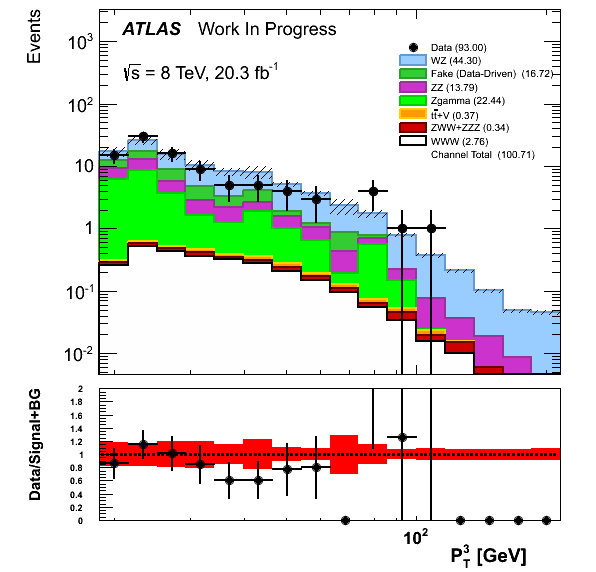 Events
ATLAS Work In Progress
√s = 8 TeV, 20.3 fb⁻¹
Data (93.00)
WZ (44.30)
Fake (Data-Driven) (16.72)
ZZ (13.79)
Zgamma (22.44)
tt̄+V (0.37)
ZWW+ZZZ (0.34)
WWW (2.76)
Channel Total (100.71)
10³
10²
10
1
10⁻¹
10⁻²
Data/Signal+BG
2
1.8
1.6
1.4
1.2
1
0.8
0.6
0.4
0.2
0
10²
P³_T [GeV]